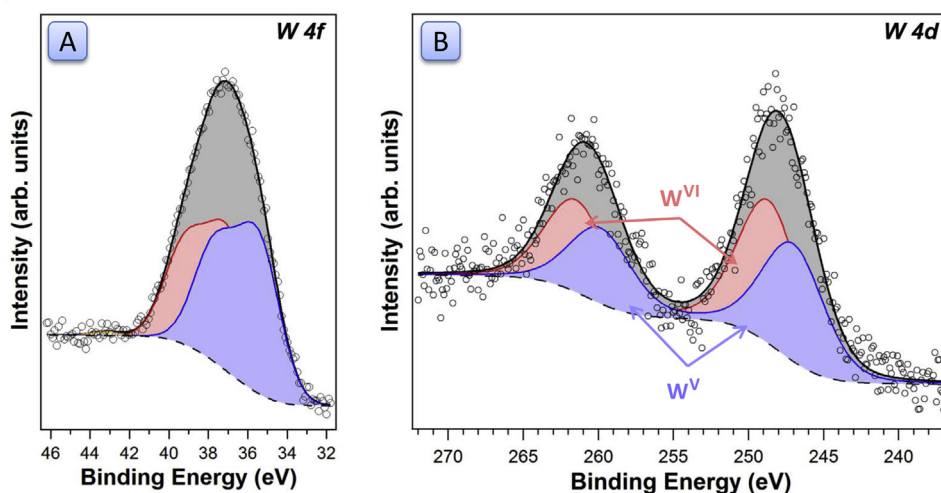 A
W 4f
Intensity (arb. units)
46 44 42 40 38 36 34 32
Binding Energy (eV)
B
W 4d
Intensity (arb. units)
W^VI
W^V
270 265 260 255 250 245 240
Binding Energy (eV)